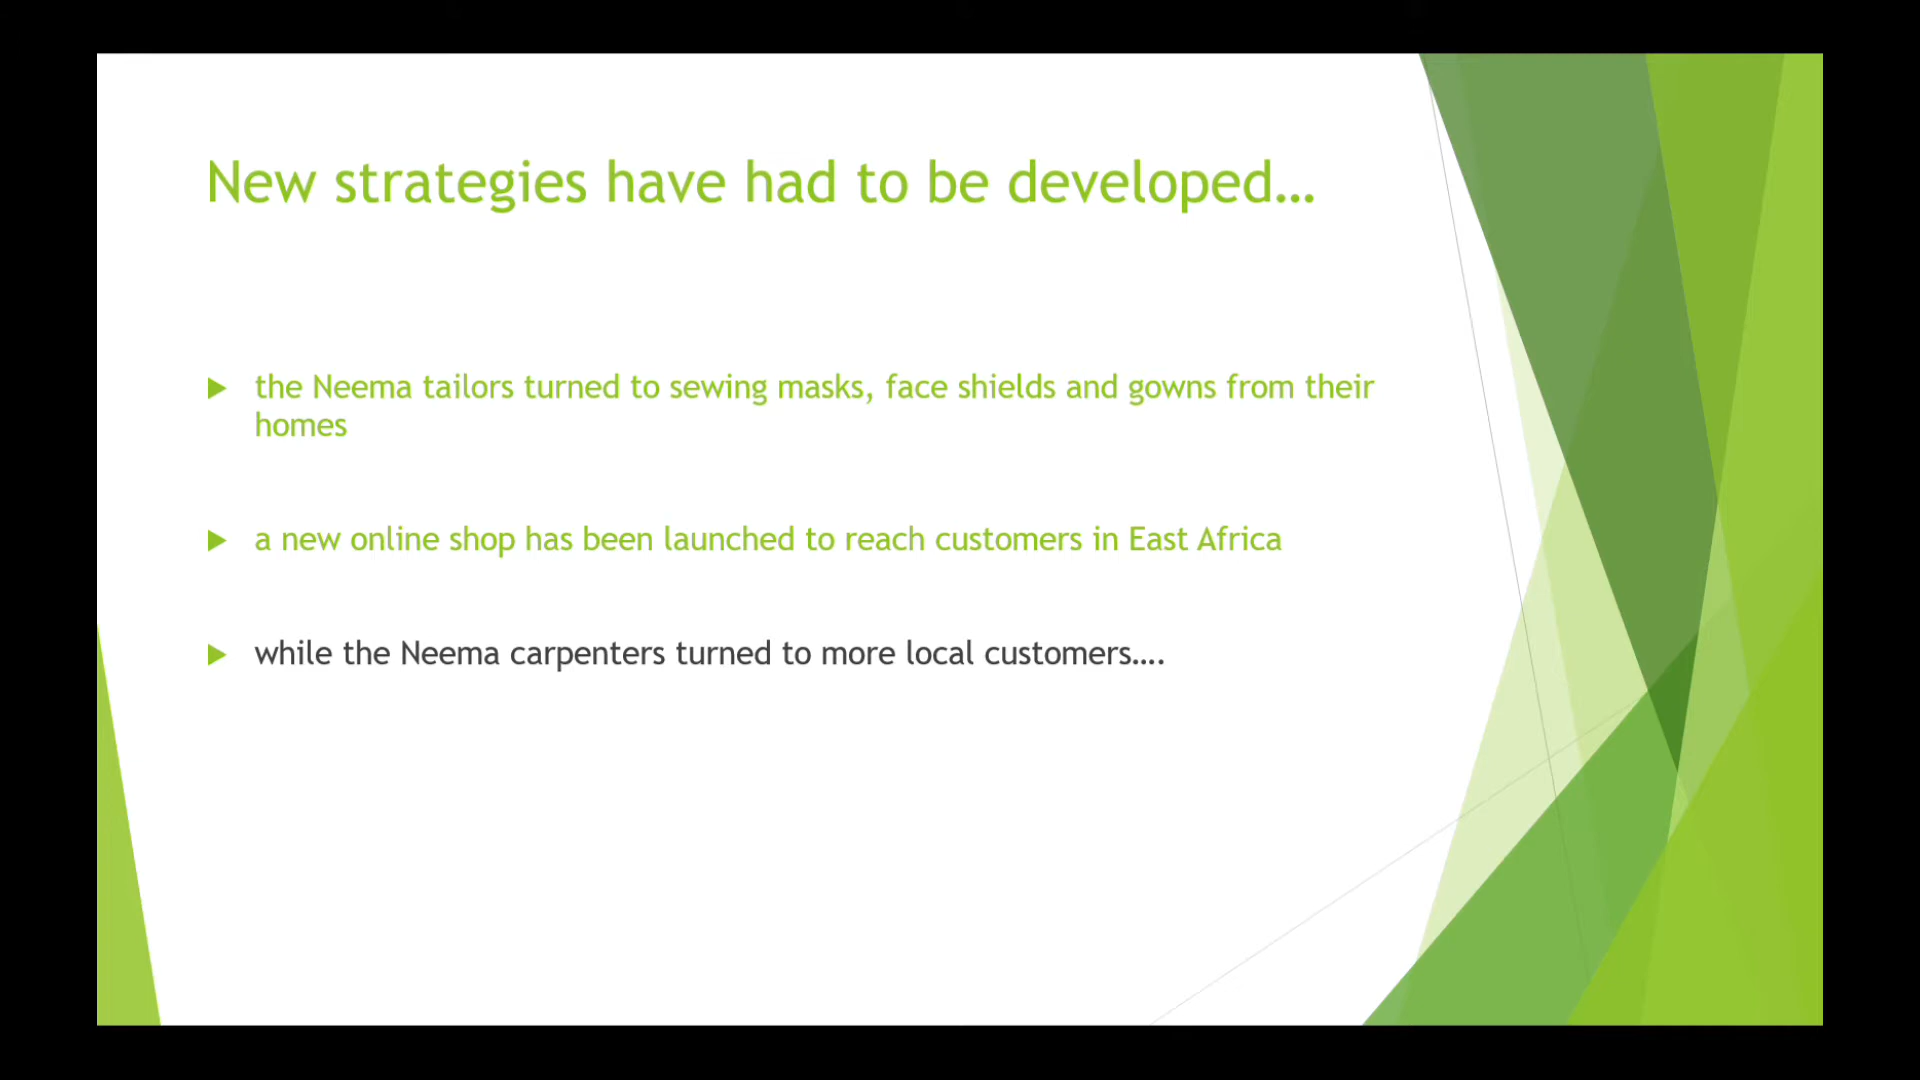 New strategies have had to be developed…
the Neema tailors turned to sewing masks, face shields and gowns from their
homes
a new online shop has been launched to reach customers in East Africa
while the Neema carpenters turned to more local customers….